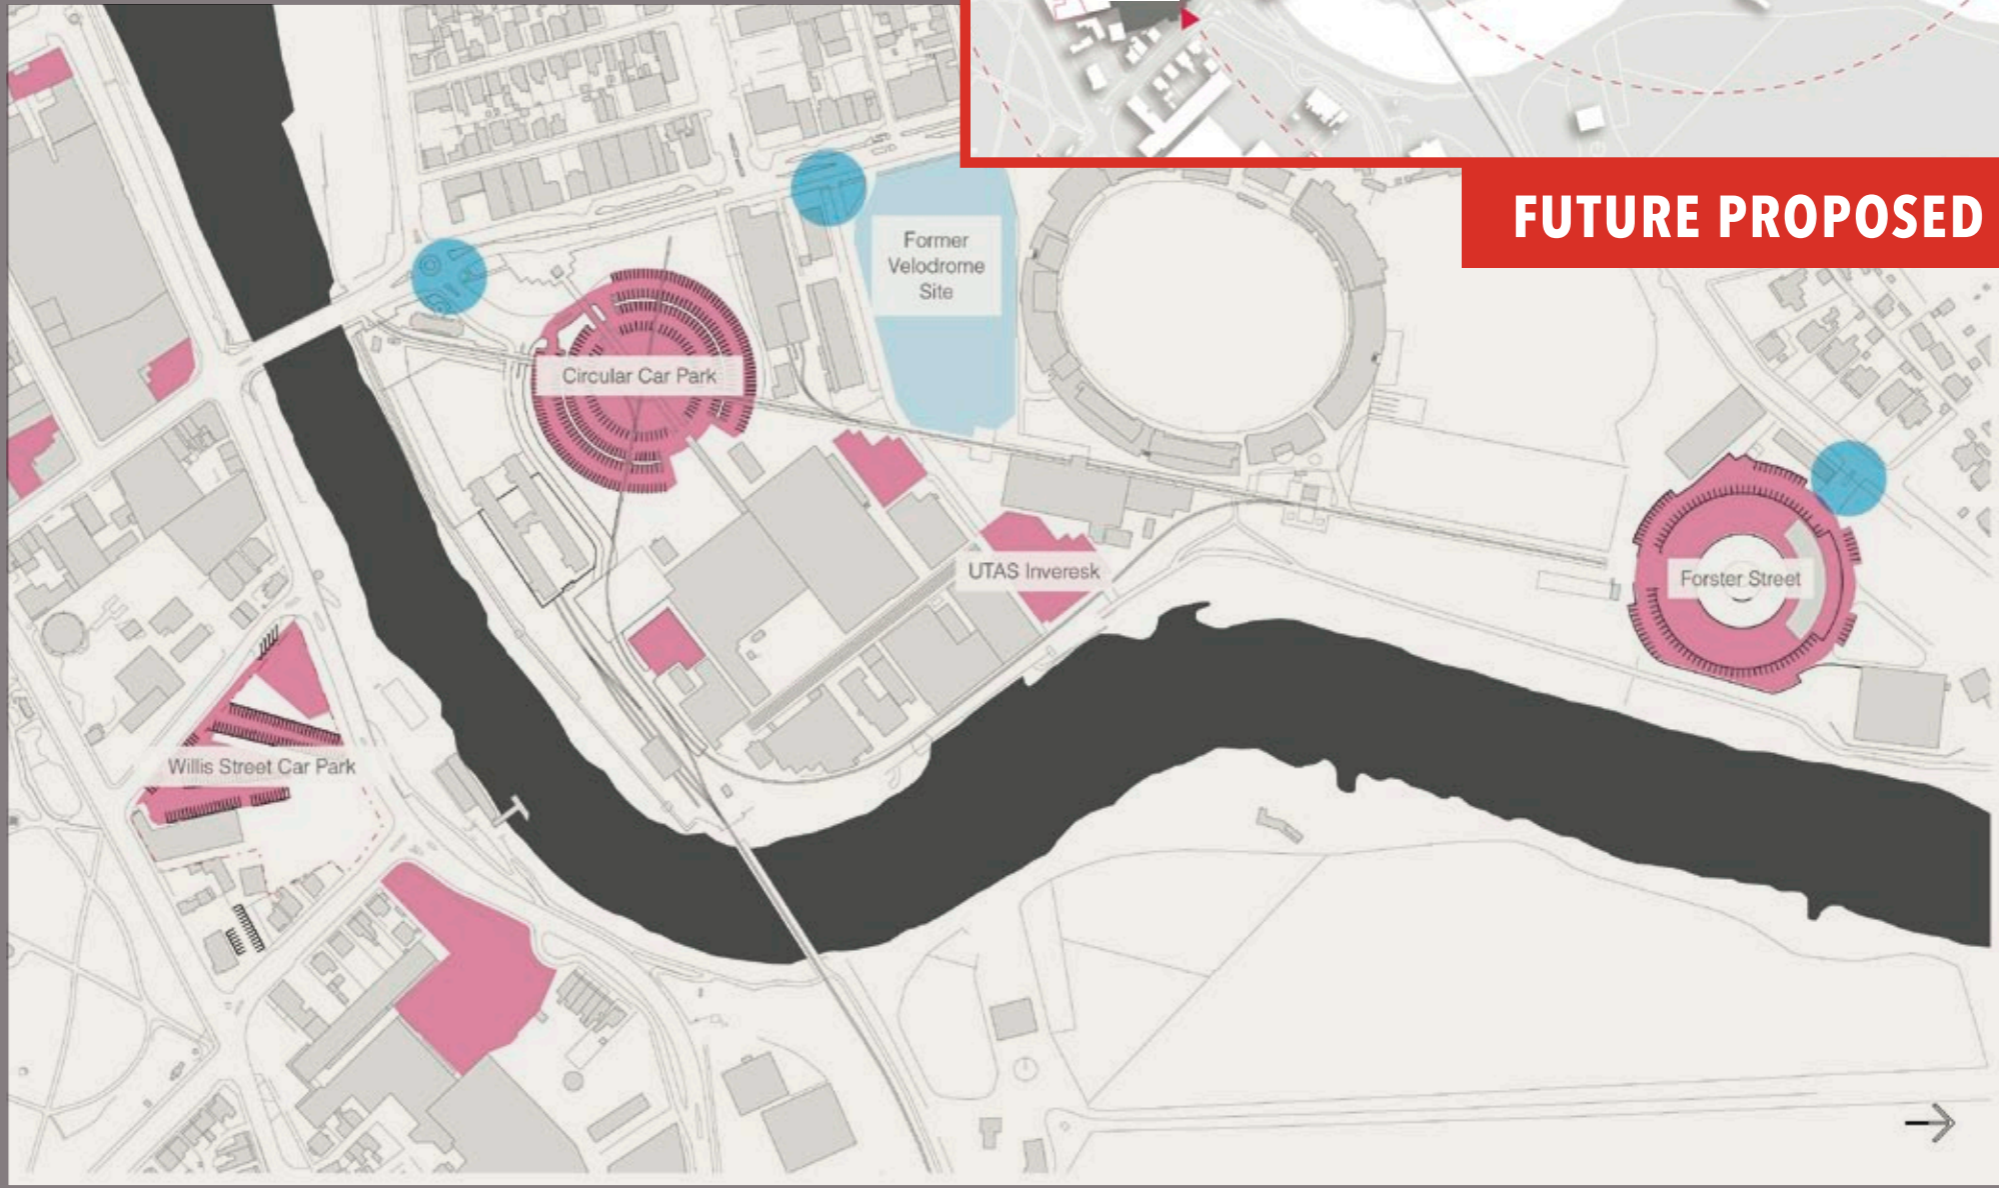 FUTURE PROPOSED
Former
Velodrome
Site
Circular Car Park
UTAS Inveresk
Forster Street
Willis Street Car Park